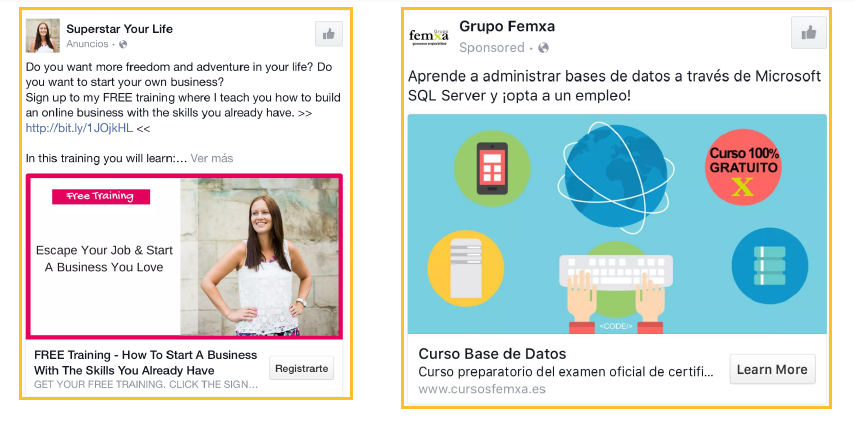 Superstar Your Life
Anuncios ·
Do you want more freedom and adventure in your life? Do
you want to start your own business?
Sign up to my FREE training where I teach you how to build
an online business with the skills you already have. >>
http://bit.ly/1JOjkHL <<
In this training you will learn:... Ver más
Free Training
Escape Your Job & Start
A Business You Love
FREE Training - How To Start A Business
With The Skills You Already Have
GET YOUR FREE TRAINING. CLICK THE SIGN...
Registrarte
Grupo
femxa
Grupo Femxa
Sponsored ·
Aprende a administrar bases de datos a través de Microsoft
SQL Server y ¡opta a un empleo!
Curso 100%
GRATUITO
X
<CODE/>
Curso Base de Datos
Curso preparatorio del examen oficial de certifi...
www.cursosfemxa.es
Learn More